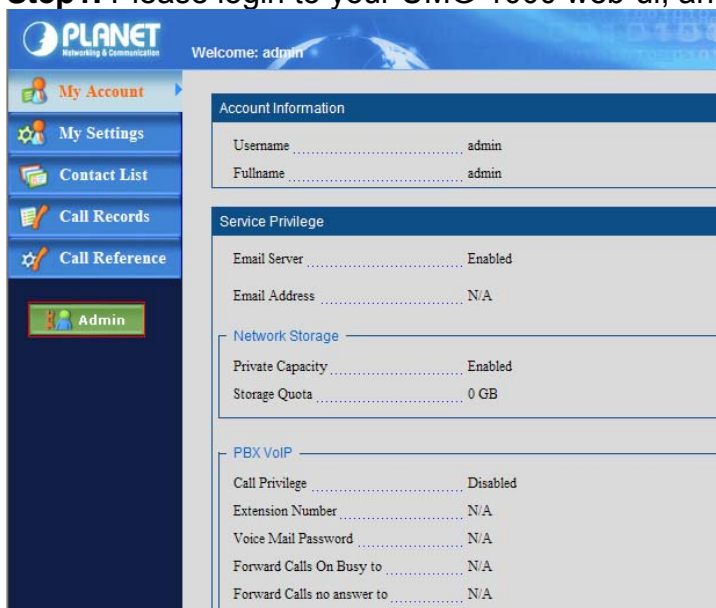 PLANET
Networking & Communication
Welcome: admin
My Account
My Settings
Contact List
Call Records
Call Reference
Admin
Account Information
Username admin
Fullname admin
Service Privilege
Email Server Enabled
Email Address N/A
Network Storage
Private Capacity Enabled
Storage Quota 0 GB
PBX VoIP
Call Privilege Disabled
Extension Number N/A
Voice Mail Password N/A
Forward Calls On Busy to N/A
Forward Calls no answer to N/A